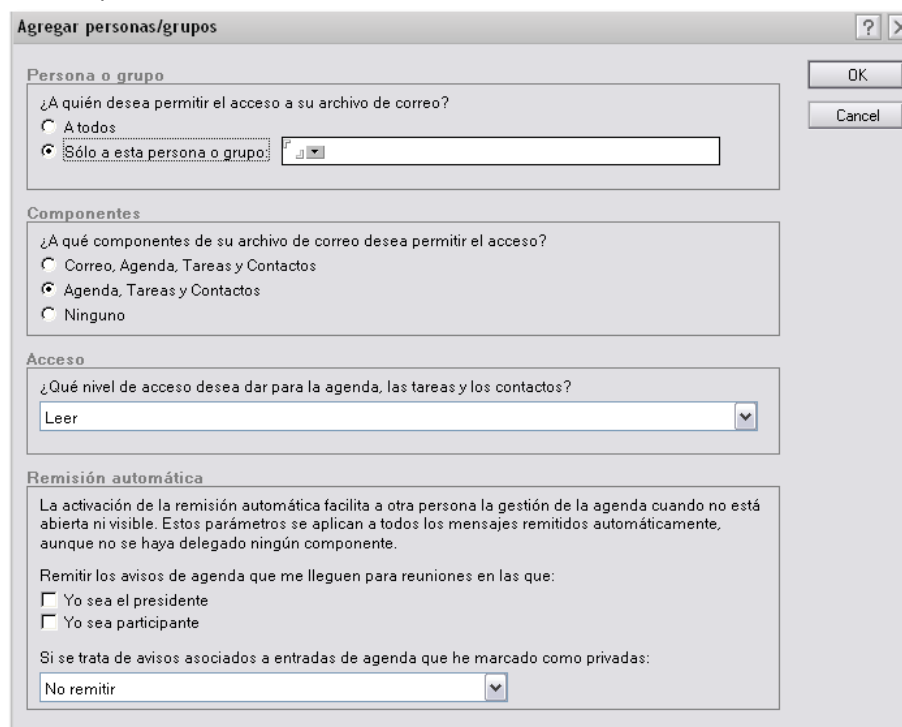 Agregar personas/grupos
Persona o grupo
OK
¿A quién desea permitir el acceso a su archivo de correo?
Cancel
A todos
Sólo a esta persona o grupo:
Componentes
¿A qué componentes de su archivo de correo desea permitir el acceso?
Correo, Agenda, Tareas y Contactos
Agenda, Tareas y Contactos
Ninguno
Acceso
¿Qué nivel de acceso desea dar para la agenda, las tareas y los contactos?
Leer
Remisión automática
La activación de la remisión automática facilita a otra persona la gestión de la agenda cuando no está
abierta ni visible. Estos parámetros se aplican a todos los mensajes remitidos automáticamente,
aunque no se haya delegado ningún componente.
Remitir los avisos de agenda que me lleguen para reuniones en las que:
Yo sea el presidente
Yo sea participante
Si se trata de avisos asociados a entradas de agenda que he marcado como privadas:
No remitir